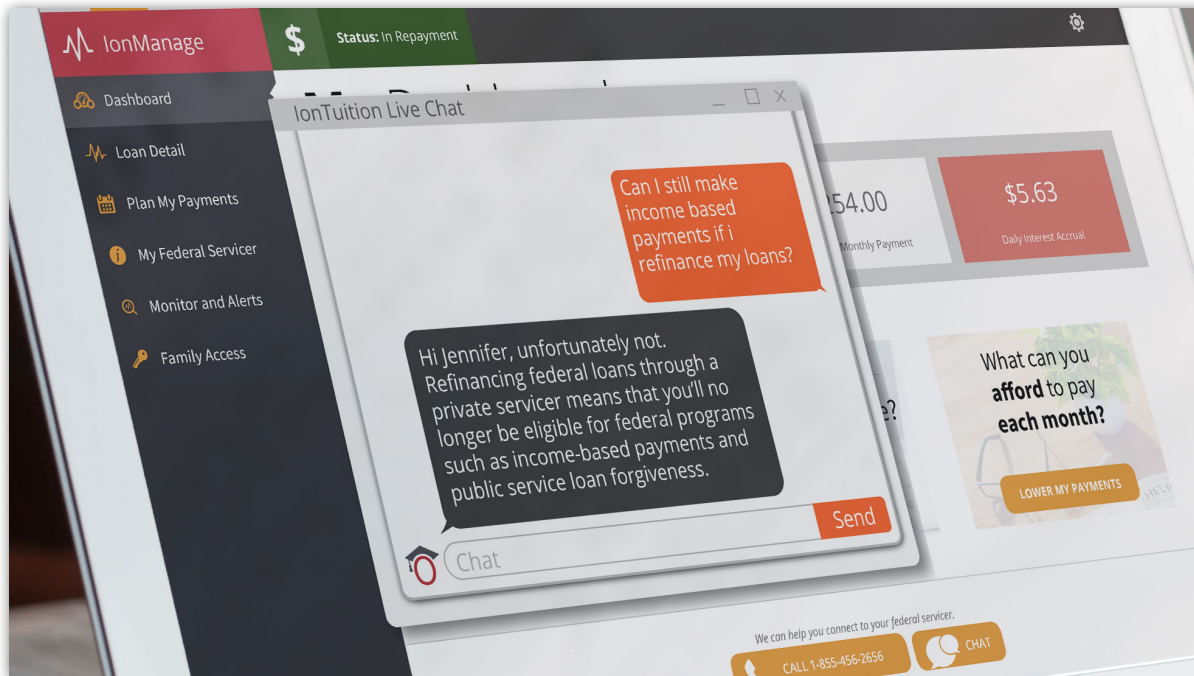 IonManage
$
Status: In Repayment
Dashboard
Loan Detail
Plan My Payments
My Federal Servicer
Monitor and Alerts
Family Access
IonTuition Live Chat
Can I still make
income based
payments if i
refinance my loans?
Hi Jennifer, unfortunately not.
Refinancing federal loans through a
private servicer means that you'll no
longer be eligible for federal programs
such as income-based payments and
public service loan forgiveness.
Chat
Send
54.00
Monthly Payment
$5.63
Daily Interest Accrual
What can you
afford to pay
each month?
LOWER MY PAYMENTS
HELP
We can help you connect to your federal servicer.
CALL 1-855-456-2656
CHAT